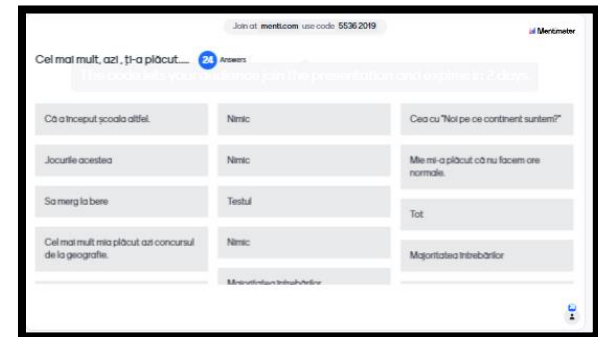 Join at menti.com use code 5536 2019
Mentimeter
Cel mai mult, azi , ți-a plăcut..... 24 Answers
This code lets your audience join the presentation and expires in 2 days.
Că a început școala altfel.
Jocurile acestea
Sa merg la bere
Cel mai mult mia plăcut azi concursul
de la geografie.
Nimic
Nimic
Testul
Nimic
Majoritatea întrebărilor
Cea cu "Noi pe ce continent suntem?"
Mie mi-a plăcut că nu facem ore
normale.
Tot
Majoritatea întrebărilor